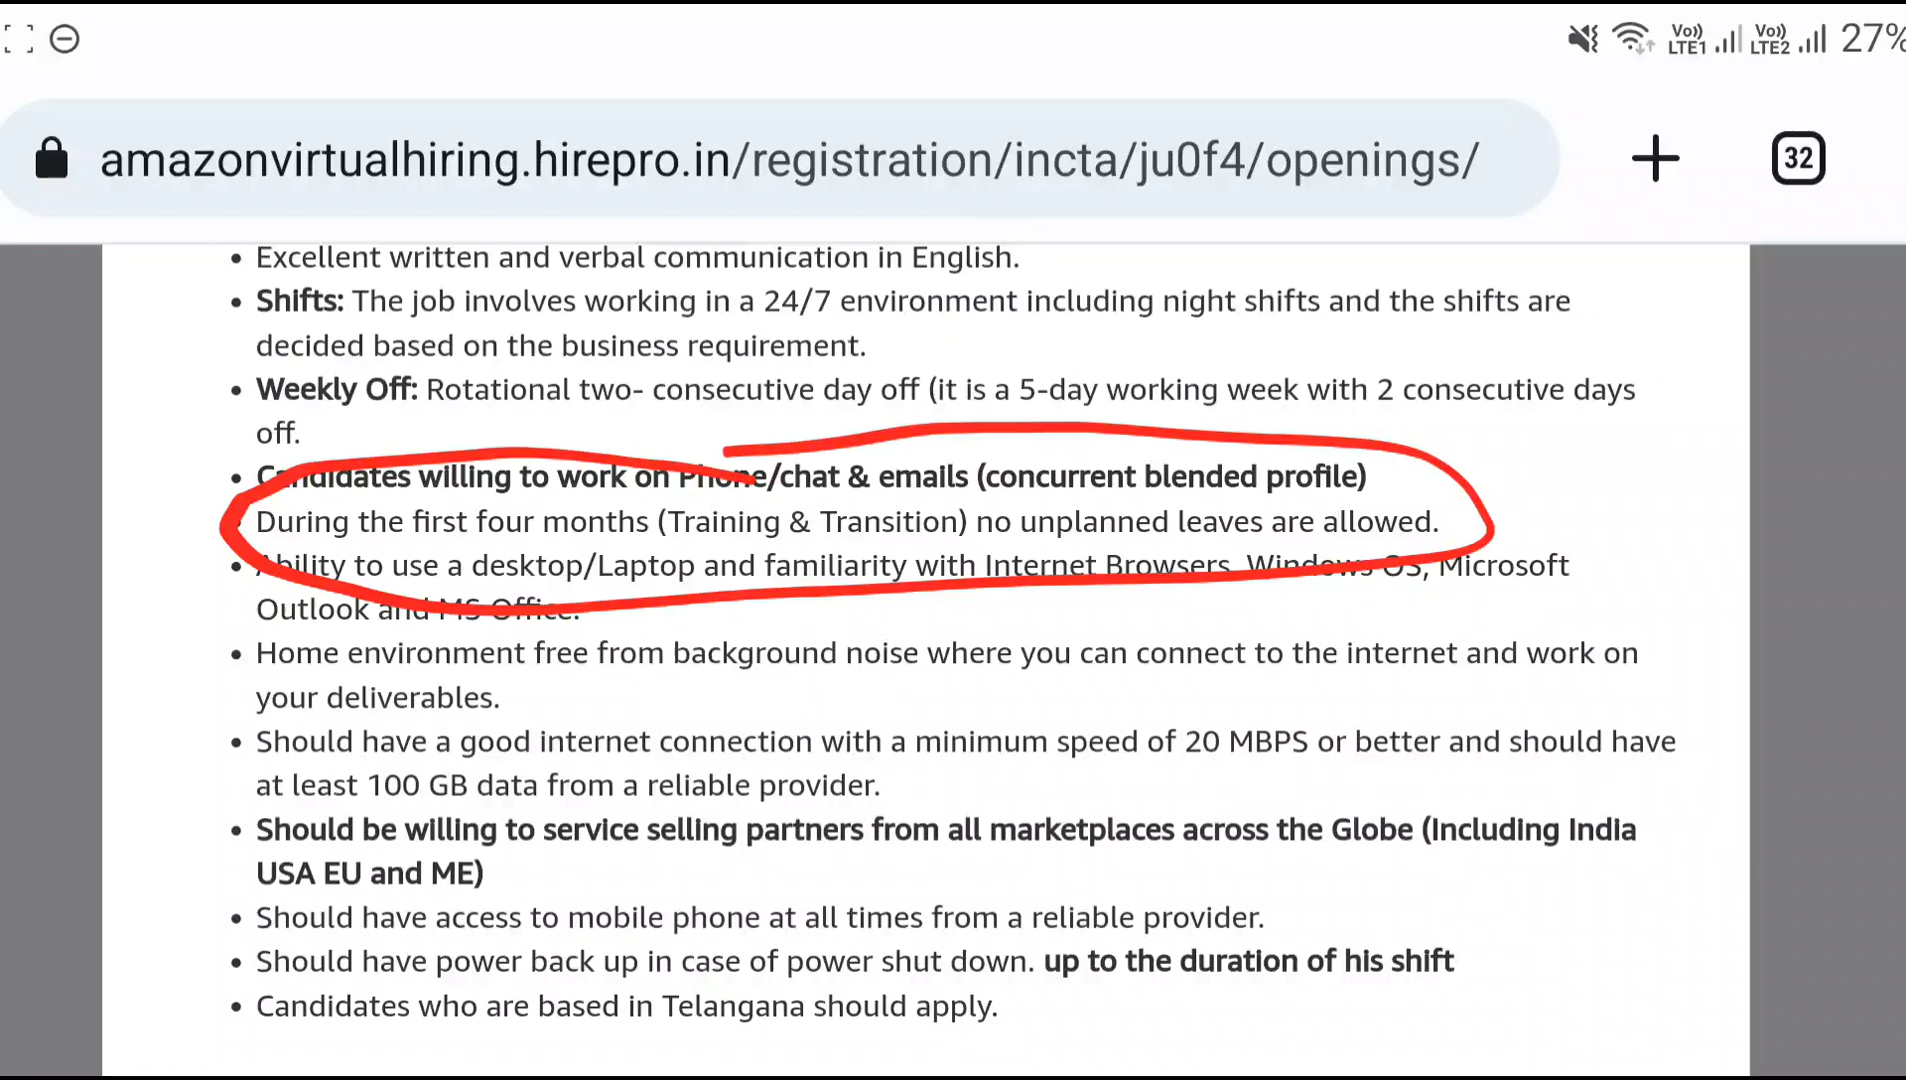 Vo)) LTE1 Vo)) LTE2 27%
amazonvirtualhiring.hirepro.in/registration/incta/ju0f4/openings/
32
• Excellent written and verbal communication in English.
• Shifts: The job involves working in a 24/7 environment including night shifts and the shifts are
decided based on the business requirement.
• Weekly Off: Rotational two- consecutive day off (it is a 5-day working week with 2 consecutive days
off.
• Candidates willing to work on Phone/chat & emails (concurrent blended profile)
• During the first four months (Training & Transition) no unplanned leaves are allowed.
• Ability to use a desktop/Laptop and familiarity with Internet Browsers, Windows OS, Microsoft
Outlook and MS Office.
• Home environment free from background noise where you can connect to the internet and work on
your deliverables.
• Should have a good internet connection with a minimum speed of 20 MBPS or better and should have
at least 100 GB data from a reliable provider.
• Should be willing to service selling partners from all marketplaces across the Globe (Including India
USA EU and ME)
• Should have access to mobile phone at all times from a reliable provider.
• Should have power back up in case of power shut down. up to the duration of his shift
• Candidates who are based in Telangana should apply.